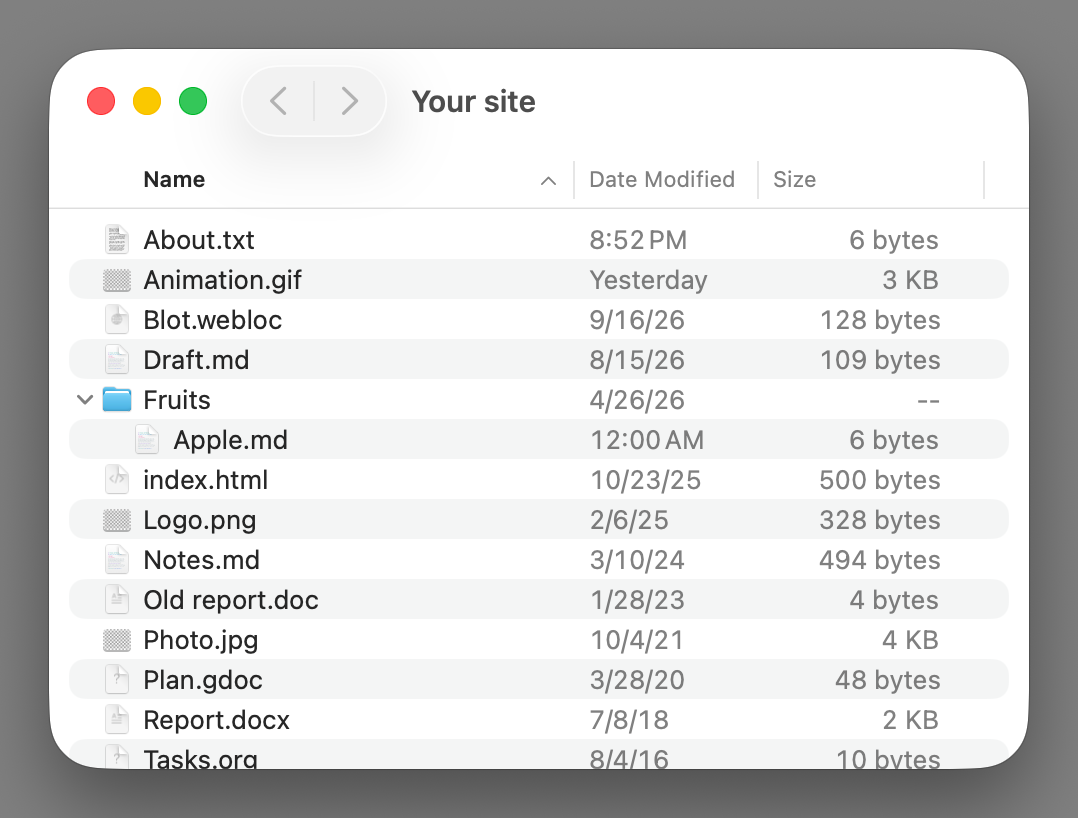 Your site
Name Date Modified Size
About.txt 8:52 PM 6 bytes
Animation.gif Yesterday 3 KB
Blot.webloc 9/16/26 128 bytes
Draft.md 8/15/26 109 bytes
Fruits 4/26/26 --
Apple.md 12:00 AM 6 bytes
index.html 10/23/25 500 bytes
Logo.png 2/6/25 328 bytes
Notes.md 3/10/24 494 bytes
Old report.doc 1/28/23 4 bytes
Photo.jpg 10/4/21 4 KB
Plan.gdoc 3/28/20 48 bytes
Report.docx 7/8/18 2 KB
Tasks.org 8/4/16 10 bytes